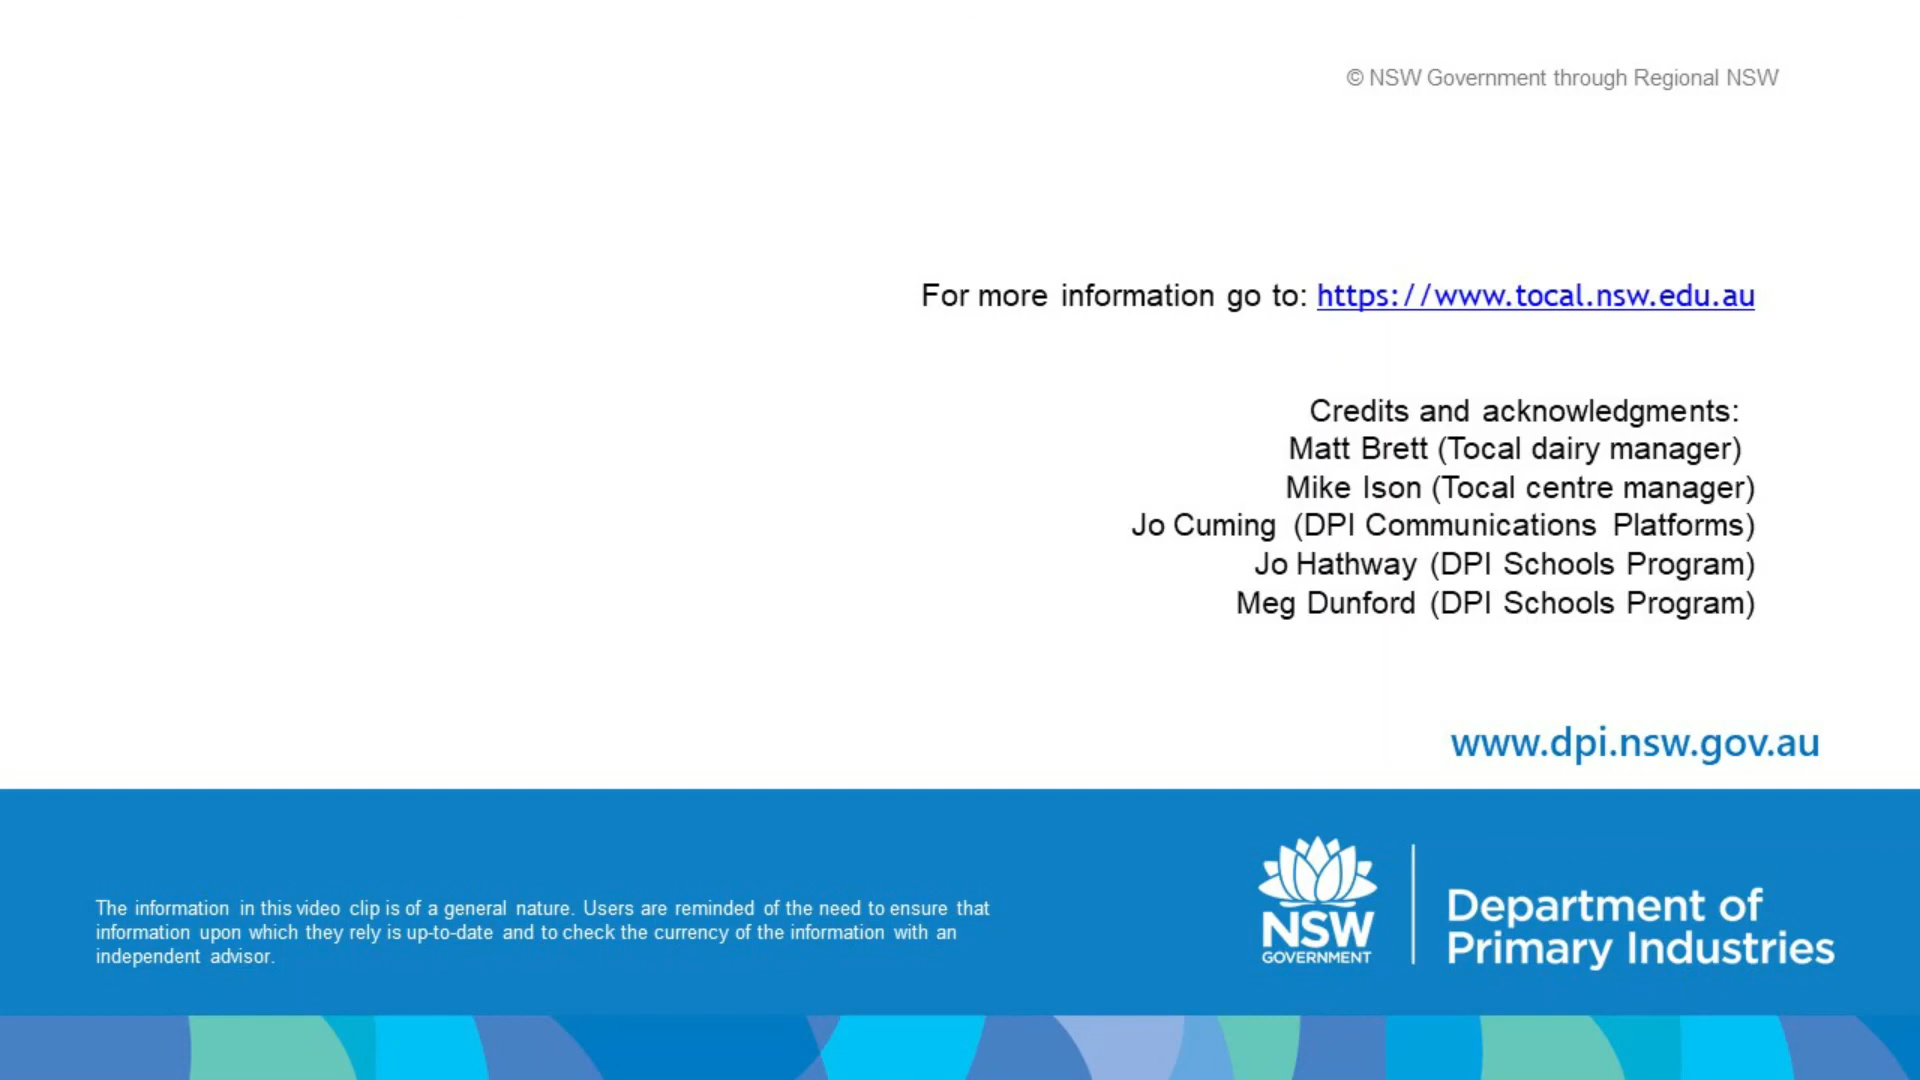 © NSW Government through Regional NSW
For more information go to: https://www.tocal.nsw.edu.au
Credits and acknowledgments:
Matt Brett (Tocal dairy manager)
Mike Ison (Tocal centre manager)
Jo Cuming (DPI Communications Platforms)
Jo Hathway (DPI Schools Program)
Meg Dunford (DPI Schools Program)
www.dpi.nsw.gov.au
The information in this video clip is of a general nature. Users are reminded of the need to ensure that
information upon which they rely is up-to-date and to check the currency of the information with an
independent advisor.
NSW
GOVERNMENT
Department of
Primary Industries